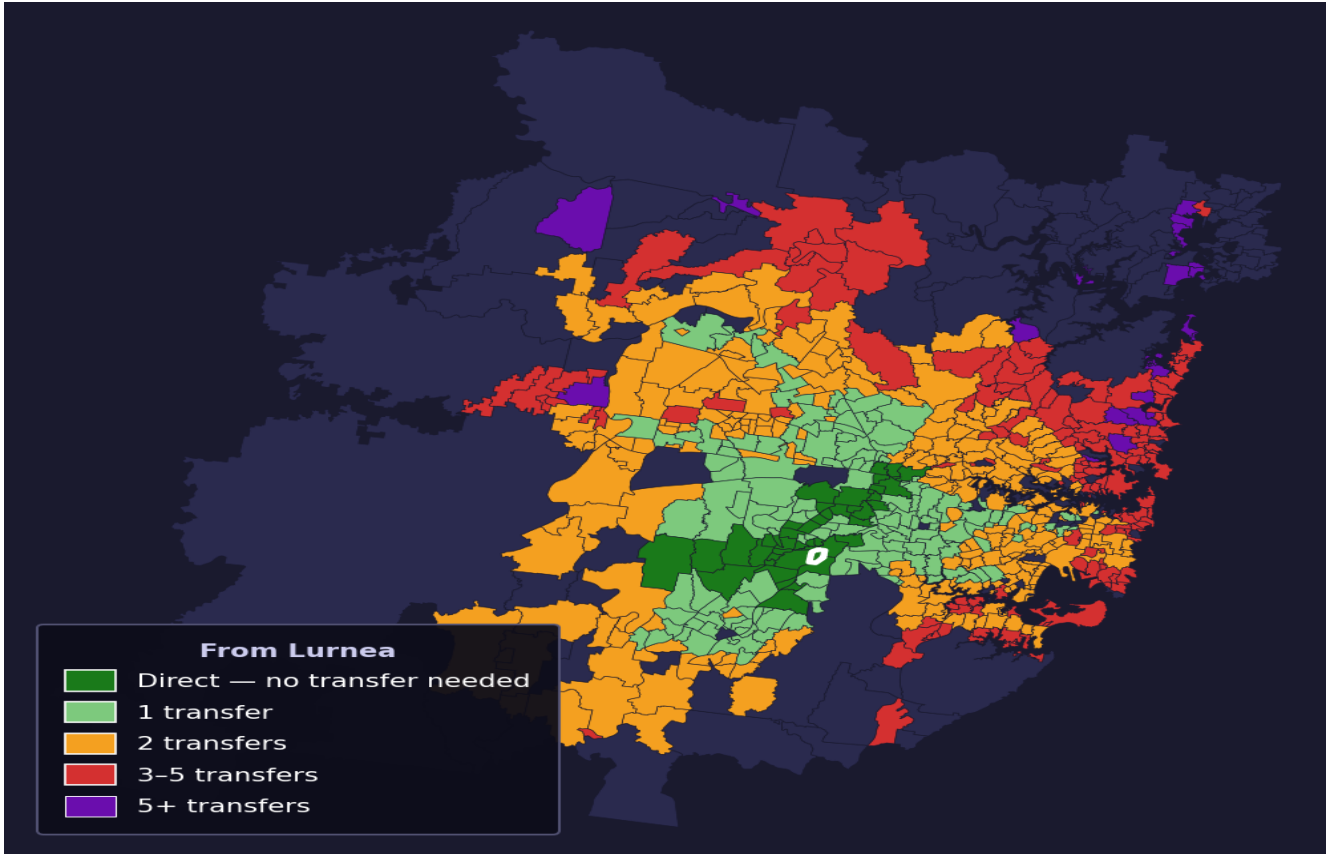 From Lurnea
Direct — no transfer needed
1 transfer
2 transfers
3–5 transfers
5+ transfers